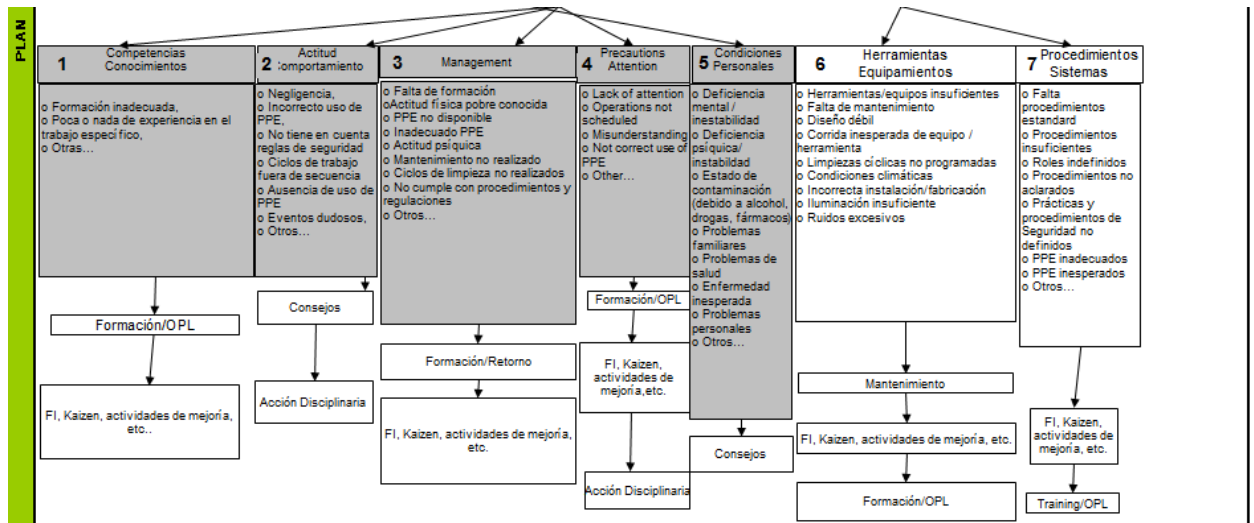 PLAN
1 Competencias
Conocimientos
o Formación inadecuada,
o Poca o nada de experiencia en el
trabajo específico,
o Otras…
Formación/OPL
FI, Kaizen, actividades de mejoría,
etc..
2 Actitud
:omportamiento
o Negligencia,
o Incorrecto uso de
PPE,
o No tiene en cuenta
reglas de seguridad
o Ciclos de trabajo
fuera de secuencia
o Ausencia de uso de
PPE
o Eventos dudosos,
o Otros…
Consejos
Acción Disciplinaria
3 Management
o Falta de formación
oActitud física pobre conocida
o PPE no disponible
o Inadecuado PPE
o Actitud psíquica
o Mantenimiento no realizado
o Ciclos de limpieza no realizados
o No cumple con procedimientos y
regulaciones
o Otros…
Formación/Retorno
FI, Kaizen, actividades de mejoría,
etc.
4 Precautions
Attention
o Lack of attention
o Operations not
scheduled
o Misunderstanding
o Not correct use of
PPE
o Other…
Formación/OPL
FI, Kaizen,
actividades de
mejoría,etc.
Acción Disciplinaria
5 Condiciones
Personales
o Deficiencia
mental /
inestabilidad
o Deficiencia
psíquica/
instabildad
o Estado de
contaminación
(debido a alcohol,
drogas, fármacos)
o Problemas
familiares
o Problemas de
salud
o Enfermedad
inesperada
o Problemas
personales
o Otros…
Consejos
6 Herramientas
Equipamientos
o Herramientas/equipos insuficientes
o Falta de mantenimiento
o Diseño débil
o Corrida inesperada de equipo /
herramienta
o Limpiezas cíclicas no programadas
o Condiciones climáticas
o Incorrecta instalación/fabricación
o Iluminación insuficiente
o Ruidos excesivos
Mantenimiento
FI, Kaizen, actividades de mejoría, etc.
Formación/OPL
7 Procedimientos
Sistemas
o Falta
procedimientos
estandard
o Procedimientos
insuficientes
o Roles indefinidos
o Procedimientos no
aclarados
o Prácticas y
procedimientos de
Seguridad no
definidos
o PPE inadecuados
o PPE inesperados
o Otros…
FI, Kaizen,
actividades de
mejoría, etc.
Training/OPL